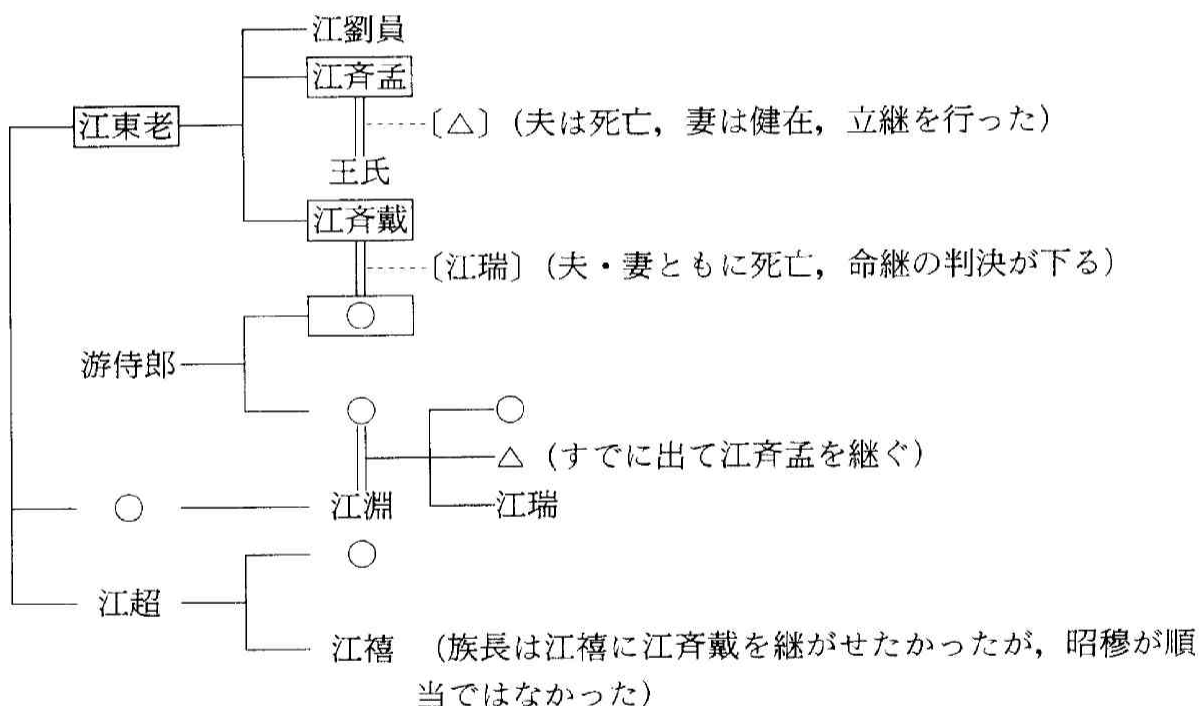 江劉員
江斉孟
江東老
〔△〕(夫は死亡,妻は健在,立継を行った)
王氏
江斉戴
〔江瑞〕(夫・妻ともに死亡,命継の判決が下る)
○
游侍郎
○
○
△(すでに出て江斉孟を継ぐ)
○
江淵
江瑞
○
江超
江禧 (族長は江禧に江斉戴を継がせたかったが,昭穆が順
当ではなかった)